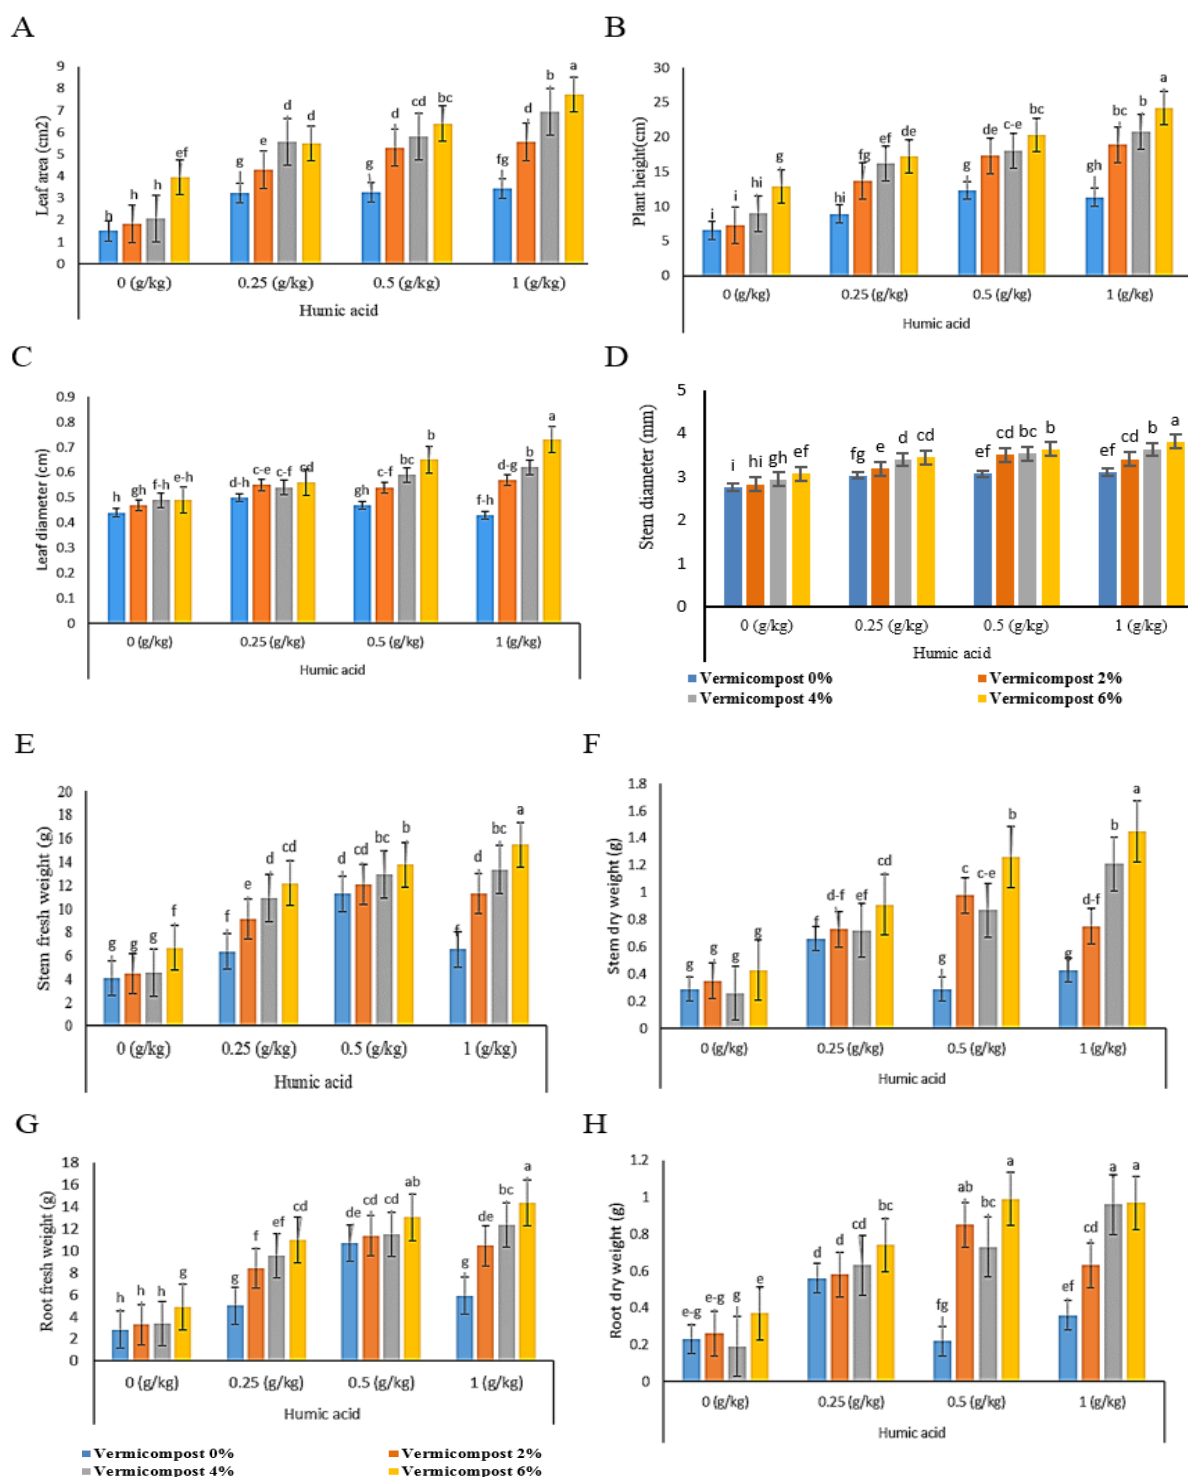 A
Leaf area (cm2)
9
8
7
6
5
4
3
2
1
0
h h h ef
g e d d
g d cd bc
fg d b a
0 (g/kg) 0.25 (g/kg) 0.5 (g/kg) 1 (g/kg)
Humic acid
B
Plant height(cm)
30
25
20
15
10
5
0
i i hi g
hi fg ef de
g de c-e bc
gh bc b a
0 (g/kg) 0.25 (g/kg) 0.5 (g/kg) 1 (g/kg)
Humic acid
C
Leaf diameter (cm)
0.9
0.8
0.7
0.6
0.5
0.4
0.3
0.2
0.1
0
h gh f-h e-h
d-h c-e c-f cd
gh c-f bc b
f-h d-g b a
0 (g/kg) 0.25 (g/kg) 0.5 (g/kg) 1 (g/kg)
Humic acid
D
Stem diameter (mm)
5
4
3
2
1
0
i hi gh ef
fg e d cd
ef cd bc b
ef cd b a
0 (g/kg) 0.25 (g/kg) 0.5 (g/kg) 1 (g/kg)
Humic acid
Vermicompost 0% Vermicompost 2%
Vermicompost 4% Vermicompost 6%
E
Stem fresh weight (g)
20
18
16
14
12
10
8
6
4
2
0
g g g f
f e d cd
d d bc b
f d bc a
0 (g/kg) 0.25 (g/kg) 0.5 (g/kg) 1 (g/kg)
Humic acid
F
Stem dry weight (g)
1.8
1.6
1.4
1.2
1
0.8
0.6
0.4
0.2
0
g g g g
f d-f ef cd
g c c-e b
g d-f b a
0 (g/kg) 0.25 (g/kg) 0.5 (g/kg) 1 (g/kg)
Humic acid
G
Root fresh weight (g)
18
16
14
12
10
8
6
4
2
0
h h h g
g f ef cd
de cd cd ab
g de bc a
0 (g/kg) 0.25 (g/kg) 0.5 (g/kg) 1 (g/kg)
Humic acid
H
Root dry weight (g)
1.2
1
0.8
0.6
0.4
0.2
0
e-g e-g g e
d d cd bc
fg ab bc a
ef cd a a
0 (g/kg) 0.25 (g/kg) 0.5 (g/kg) 1 (g/kg)
Humic acid
Vermicompost 0% Vermicompost 2%
Vermicompost 4% Vermicompost 6%